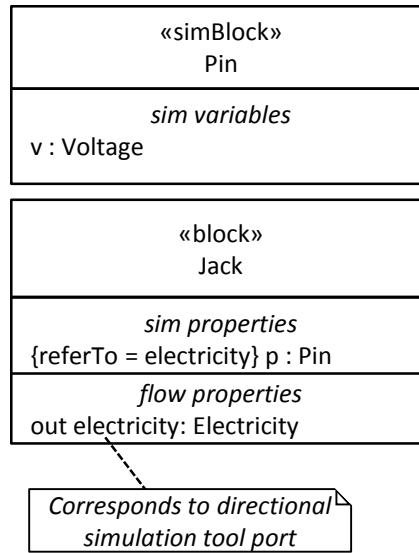 «simBlock»
Pin
sim variables
v : Voltage
«block»
Jack
sim properties
{referTo = electricity} p : Pin
flow properties
out electricity: Electricity
Corresponds to directional
simulation tool port